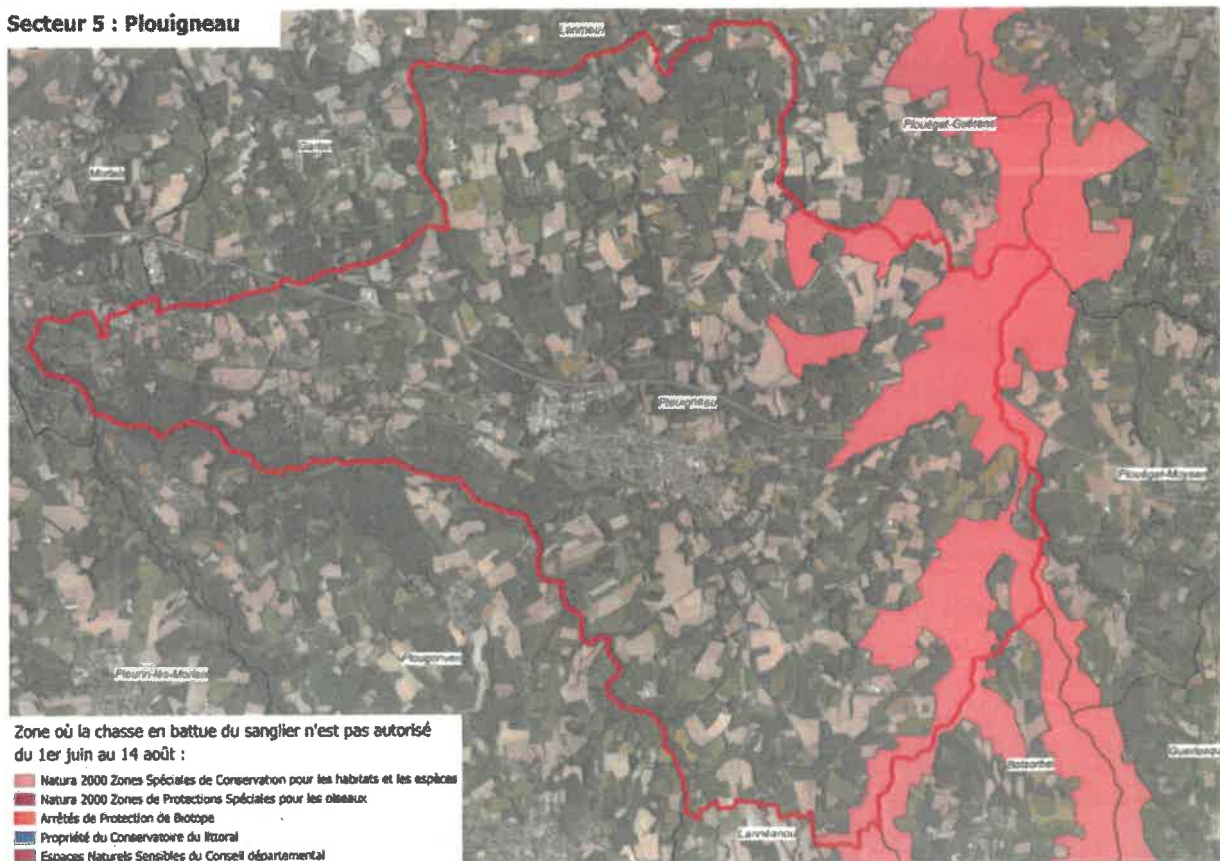 Secteur 5 : Plouigneau
Lanmeur
Plouégat-Guérand
Morlaix
Garlan
Plouigneau
Plouégat-Moysan
Plourin-lès-Morlaix
Plougonven
Guerlesquin
Botsorhel
Lannéanou
Zone où la chasse en battue du sanglier n'est pas autorisé
du 1er juin au 14 août :
Natura 2000 Zones Spéciales de Conservation pour les habitats et les espèces
Natura 2000 Zones de Protections Spéciales pour les oiseaux
Arrêtés de Protection de Biotope
Propriété du Conservatoire du littoral
Espaces Naturels Sensibles du Conseil départemental